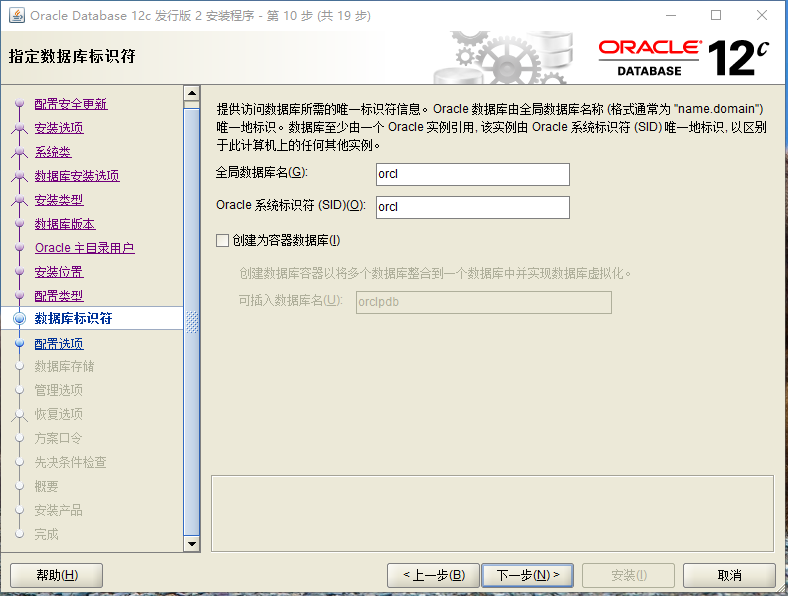 Oracle Database 12c 发行版 2 安装程序 - 第 10 步 (共 19 步)
指定数据库标识符
ORACLE®
DATABASE
12c
配置安全更新
安装选项
系统类
数据库安装选项
安装类型
数据库版本
Oracle 主目录用户
安装位置
配置类型
数据库标识符
配置选项
数据库存储
管理选项
恢复选项
方案口令
先决条件检查
概要
安装产品
完成
提供访问数据库所需的唯一标识符信息。Oracle 数据库由全局数据库名称 (格式通常为 "name.domain")
唯一地标识。数据库至少由一个 Oracle 实例引用, 该实例由 Oracle 系统标识符 (SID) 唯一地标识, 以区别
于此计算机上的任何其他实例。
全局数据库名(G): orcl
Oracle 系统标识符 (SID)(O): orcl
创建为容器数据库(I)
创建数据库容器以将多个数据库整合到一个数据库中并实现数据库虚拟化。
可插入数据库名(U): orclpdb
帮助(H) < 上一步(B) 下一步(N) > 安装(I) 取消